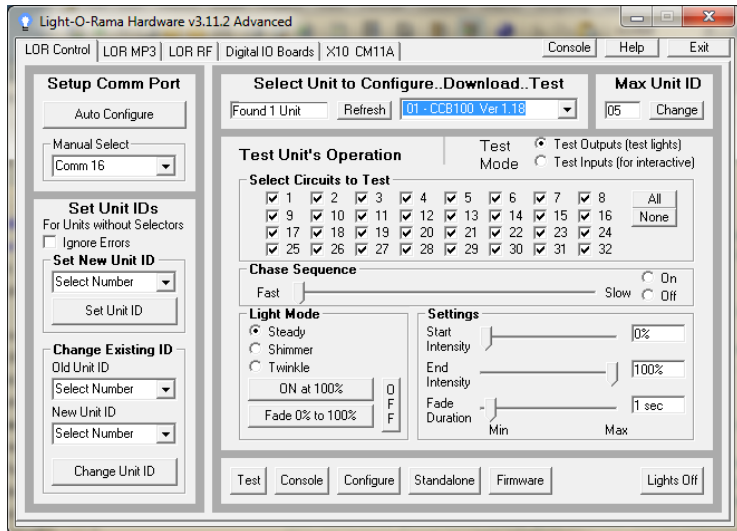 Light-O-Rama Hardware v3.11.2 Advanced
LOR Control LOR MP3 LOR RF Digital IO Boards X10 CM11A Console Help Exit
Setup Comm Port
Auto Configure
Manual Select
Comm 16
Set Unit IDs
For Units without Selectors
Ignore Errors
Set New Unit ID
Select Number
Set Unit ID
Change Existing ID
Old Unit ID
Select Number
New Unit ID
Select Number
Change Unit ID
Select Unit to Configure..Download..Test
Found 1 Unit Refresh 01 - CCB100 Ver 1.18
Max Unit ID
05 Change
Test Unit's Operation
Test Mode
Test Outputs (test lights)
Test Inputs (for interactive)
Select Circuits to Test
1 2 3 4 5 6 7 8 All
9 10 11 12 13 14 15 16 None
17 18 19 20 21 22 23 24
25 26 27 28 29 30 31 32
Chase Sequence
Fast Slow
On
Off
Light Mode
Steady
Shimmer
Twinkle
ON at 100%
Fade 0% to 100%
OFF
Settings
Start Intensity 0%
End Intensity 100%
Fade Duration 1 sec
Min Max
Test Console Configure Standalone Firmware Lights Off